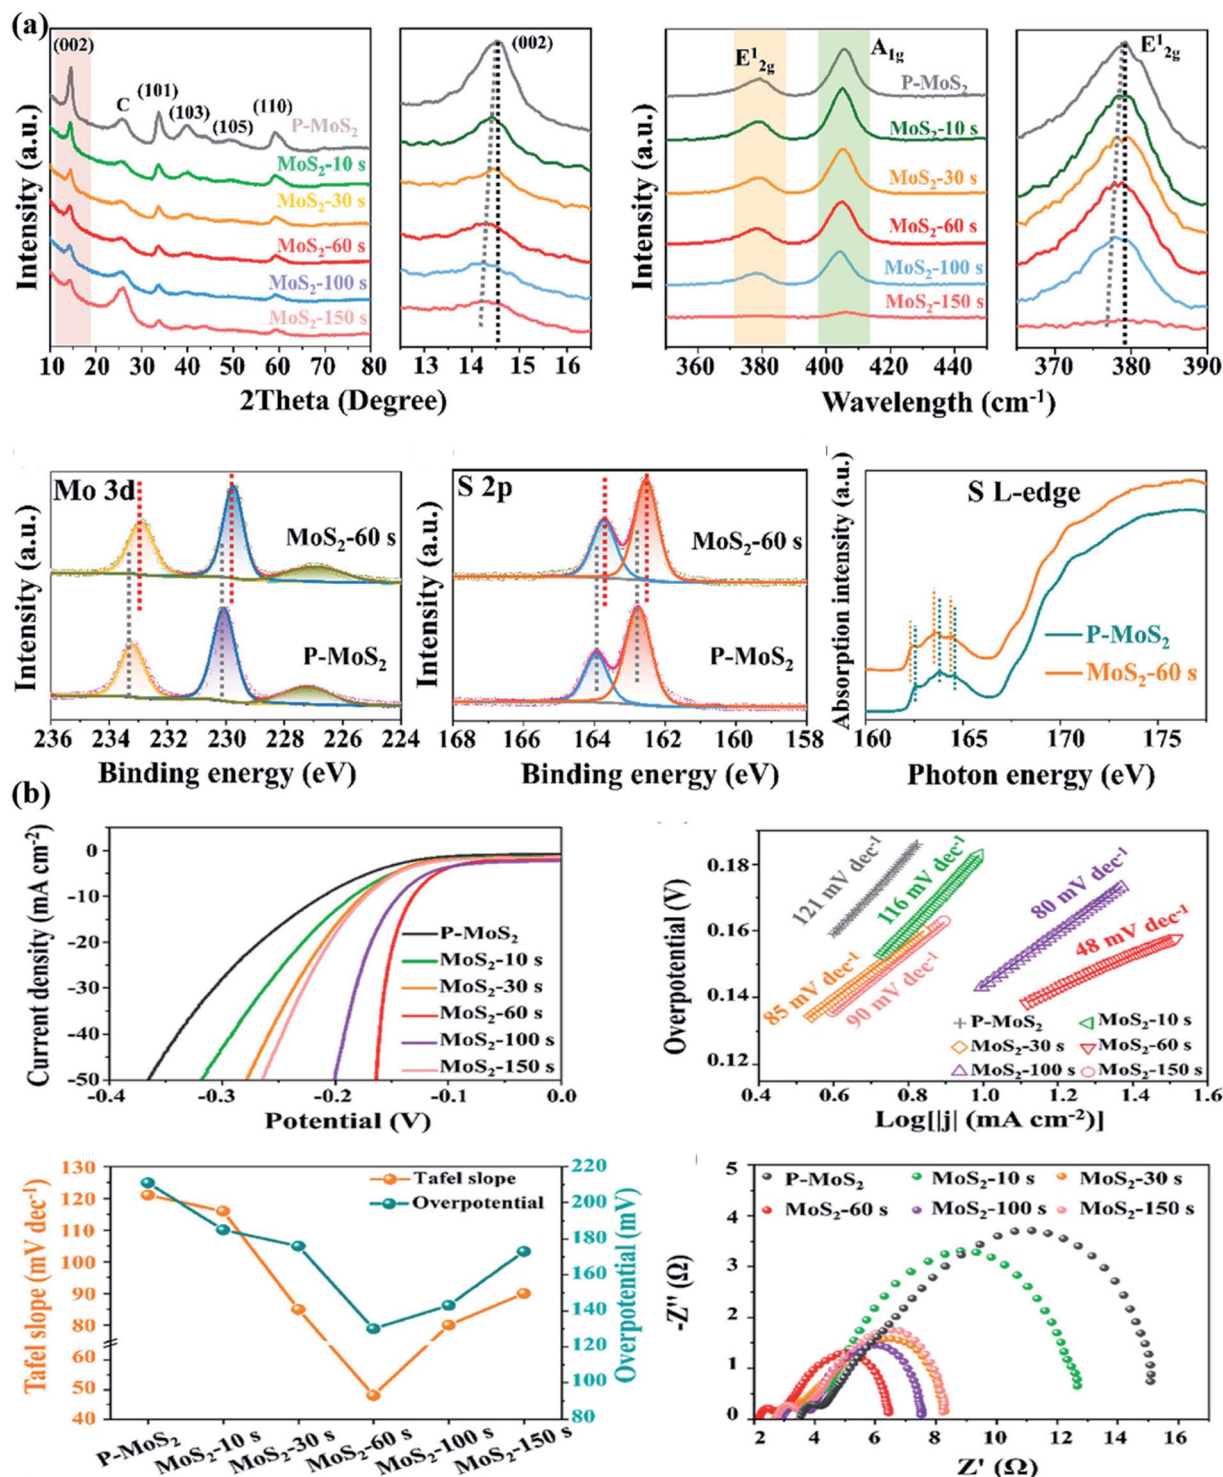 (a)
Intensity (a.u.)
(002)
C
(101)
(103)
(105)
(110)
P-MoS₂
MoS₂-10 s
MoS₂-30 s
MoS₂-60 s
MoS₂-100 s
MoS₂-150 s
10 20 30 40 50 60 70 80
(002)
13 14 15 16
2Theta (Degree)
Intensity (a.u.)
E¹₂g
A₁g
P-MoS₂
MoS₂-10 s
MoS₂-30 s
MoS₂-60 s
MoS₂-100 s
MoS₂-150 s
350 380 400 420 440
E¹₂g
370 380 390
Wavelength (cm⁻¹)
Mo 3d
MoS₂-60 s
P-MoS₂
Intensity (a.u.)
236 234 232 230 228 226 224
Binding energy (eV)
S 2p
MoS₂-60 s
P-MoS₂
Intensity (a.u.)
168 166 164 162 160 158
Binding energy (eV)
S L-edge
P-MoS₂
MoS₂-60 s
Absorption intensity (a.u.)
160 165 170 175
Photon energy (eV)
(b)
Current density (mA cm⁻²)
0
-10
-20
-30
-40
-50
P-MoS₂
MoS₂-10 s
MoS₂-30 s
MoS₂-60 s
MoS₂-100 s
MoS₂-150 s
-0.4 -0.3 -0.2 -0.1 0.0
Potential (V)
Overpotential (V)
0.18
0.16
0.14
0.12
121 mV dec⁻¹
116 mV dec⁻¹
80 mV dec⁻¹
48 mV dec⁻¹
85 mV dec⁻¹
90 mV dec⁻¹
P-MoS₂ MoS₂-10 s
MoS₂-30 s MoS₂-60 s
MoS₂-100 s MoS₂-150 s
0.4 0.6 0.8 1.0 1.2 1.4 1.6
Log[|j| (mA cm⁻²)]
Tafel slope (mV dec⁻¹)
130
120
110
100
90
80
60
50
40
Tafel slope
Overpotential
220
200
180
160
130
100
80
Overpotential (mV)
P-MoS₂ MoS₂-10 s MoS₂-30 s MoS₂-60 s MoS₂-100 s MoS₂-150 s
-Z'' (Ω)
5
4
3
2
1
0
P-MoS₂ MoS₂-10 s MoS₂-30 s
MoS₂-60 s MoS₂-100 s MoS₂-150 s
2 4 6 8 10 12 14 16
Z' (Ω)